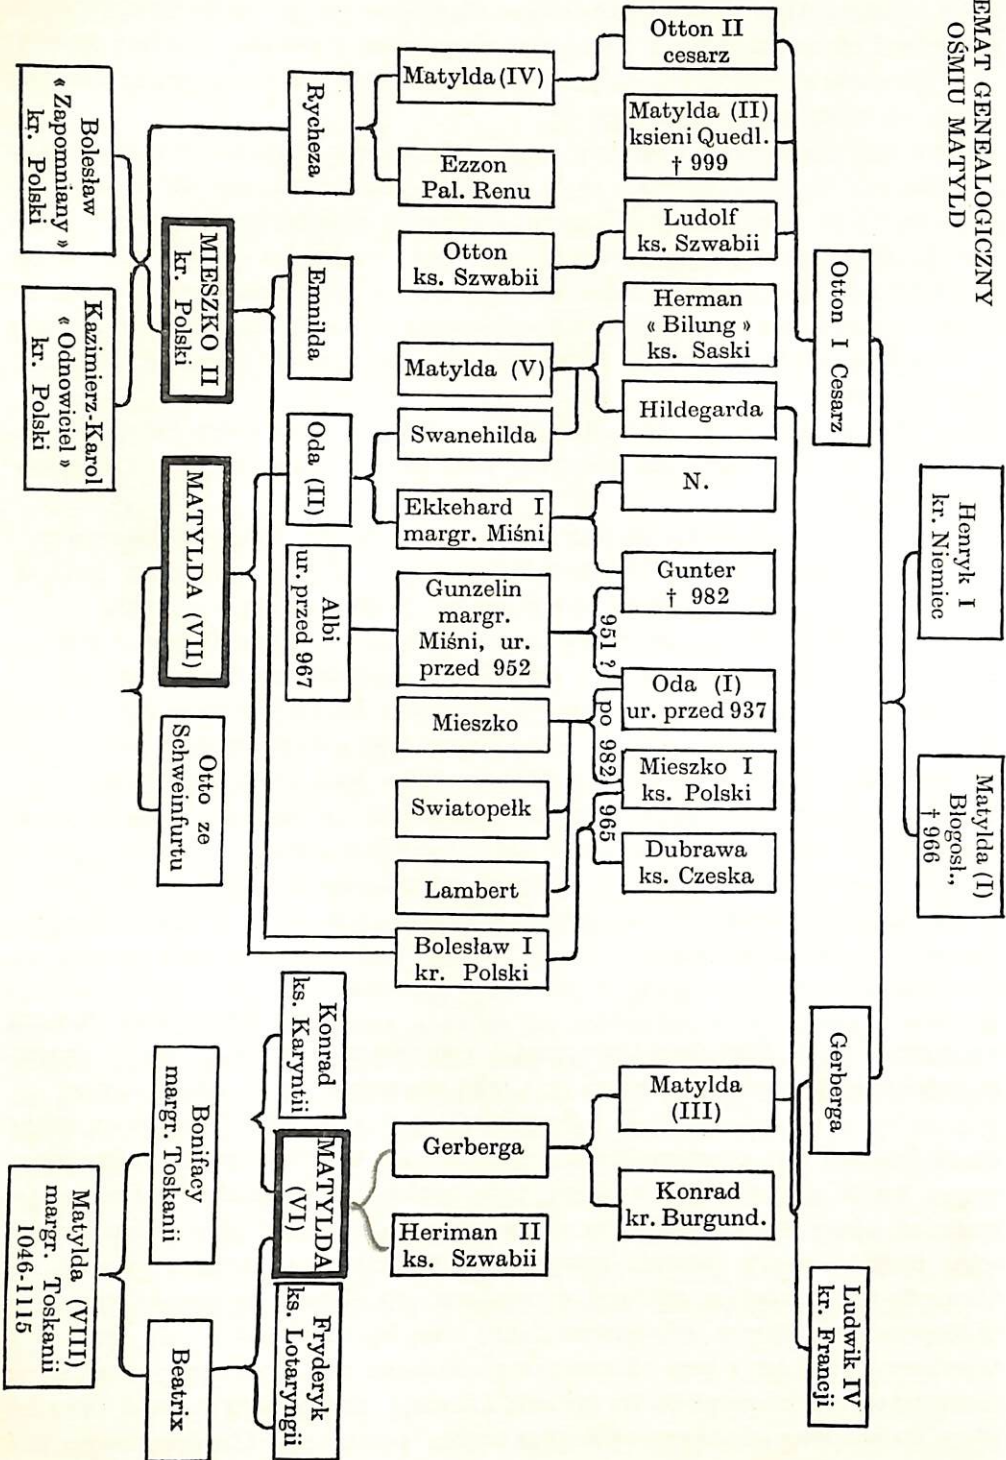 EMAT GENEALOGICZNY
OŚMIU MATYLD
Henryk I
kr. Niemiec
Matylda (I)
Błogosł.,
† 966
Otton I Cesarz
Gerberga
Ludwik IV
kr. Francji
Otton II
cesarz
Matylda (II)
ksieni Quedl.
† 999
Ludolf
ks. Szwabii
Herman
« Bilung »
ks. Saski
Hildegarda
N.
Gunter
† 982
951 ?
Oda (I)
ur. przed 937
po 982
Mieszko I
ks. Polski
965
Dubrawa
ks. Czeska
Matylda
(III)
Konrad
kr. Burgund.
Matylda (IV)
Ezzon
Pal. Renu
Otton
ks. Szwabii
Matylda (V)
Swanehilda
Ekkehard I
margr. Miśni
Gunzelin
margr.
Miśni, ur.
przed 952
Mieszko
Swiatopełk
Lambert
Bolesław I
kr. Polski
Gerberga
Heriman II
ks. Szwabii
Rycheza
Emnilda
Oda (II)
Albi
ur. przed 967
Konrad
ks. Karyntii
MATYLDA
(VI)
Fryderyk
ks. Lotaryngii
MIESZKO II
kr. Polski
MATYLDA (VII)
Otto ze
Schweinfurtu
Bonifacy
margr. Toskanii
Beatrix
Bolesław
« Zapomniany »
kr. Polski
Kazimierz-Karol
« Odnowiciel »
kr. Polski
Matylda (VIII)
margr. Toskanii
1046-1115